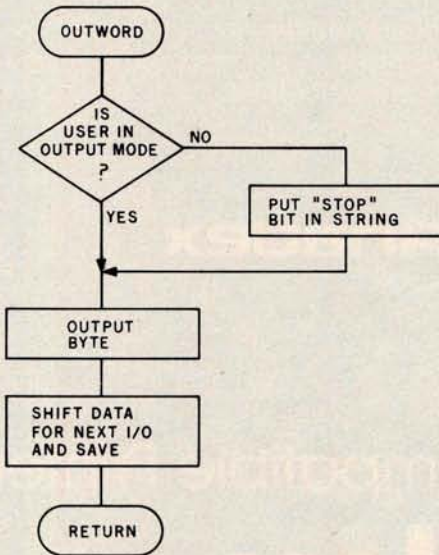 OUTWORD
IS
USER IN
OUTPUT MODE
?
NO
YES
PUT "STOP"
BIT IN STRING
OUTPUT
BYTE
SHIFT DATA
FOR NEXT I/O
AND SAVE
RETURN